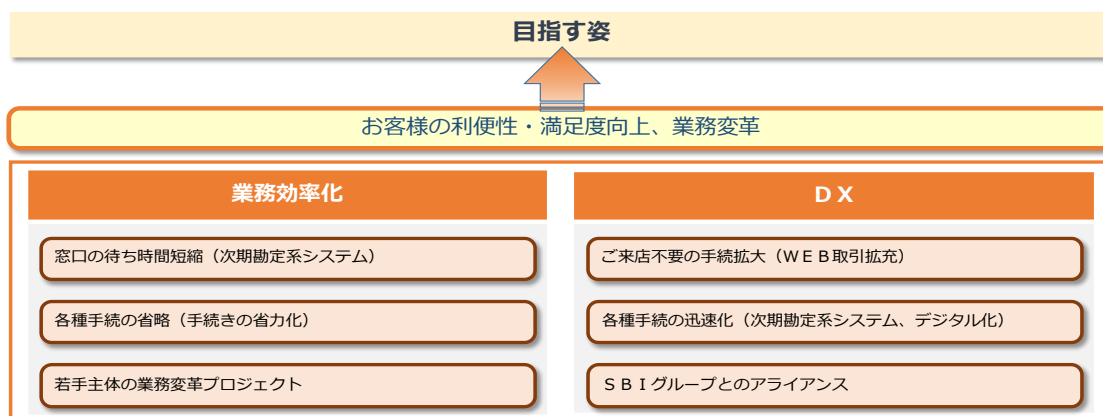 目指す姿
お客様の利便性・満足度向上、業務変革
業務効率化
窓口の待ち時間短縮（次期勘定系システム）
各種手続の省略（手続きの省力化）
若手主体の業務変革プロジェクト
ＤＸ
ご来店不要の手続拡大（ＷＥＢ取引拡充）
各種手続の迅速化（次期勘定系システム、デジタル化）
ＳＢＩグループとのアライアンス